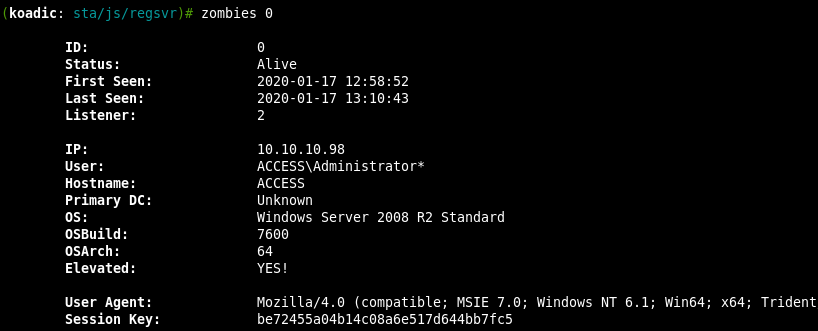 (koadic: sta/js/regsvr)# zombies 0
ID: 0
Status: Alive
First Seen: 2020-01-17 12:58:52
Last Seen: 2020-01-17 13:10:43
Listener: 2
IP: 10.10.10.98
User: ACCESS\Administrator*
Hostname: ACCESS
Primary DC: Unknown
OS: Windows Server 2008 R2 Standard
OSBuild: 7600
OSArch: 64
Elevated: YES!
User Agent: Mozilla/4.0 (compatible; MSIE 7.0; Windows NT 6.1; Win64; x64; Trident
Session Key: be72455a04b14c08a6e517d644bb7fc5